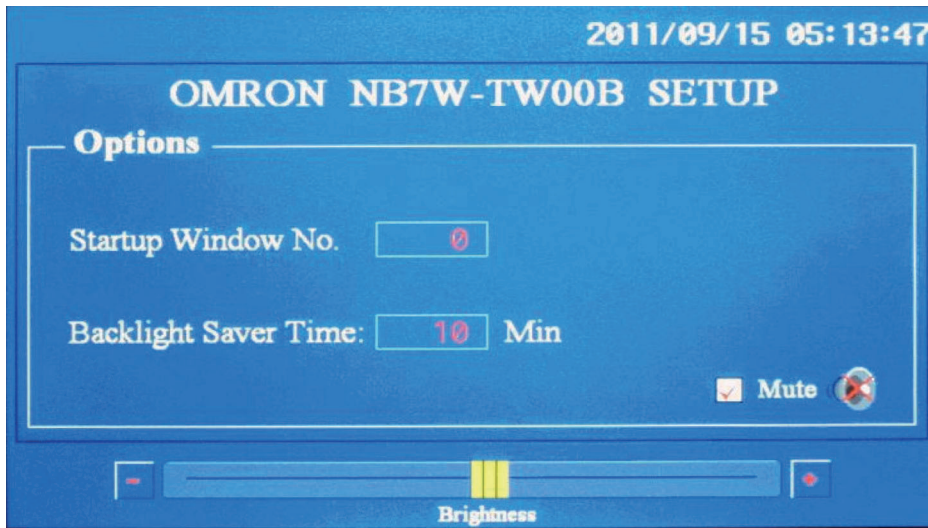 2011/09/15 05:13:47
OMRON NB7W-TW00B SETUP
Options
Startup Window No. 0
Backlight Saver Time: 10 Min
Mute
- +
Brightness